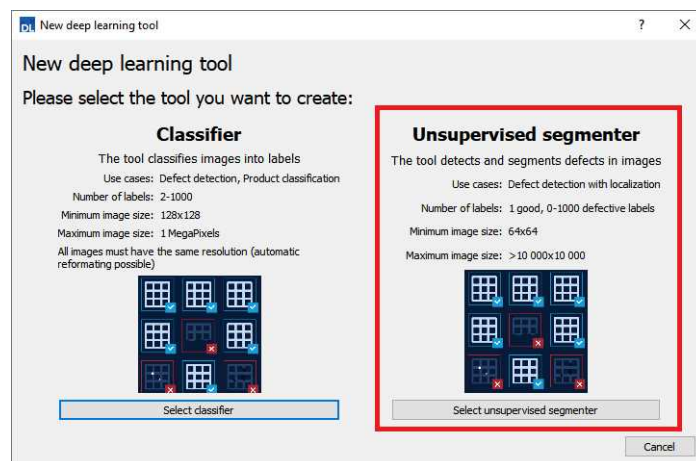 DL New deep learning tool
? X
New deep learning tool
Please select the tool you want to create:
Classifier
The tool classifies images into labels
Use cases: Defect detection, Product classification
Number of labels: 2-1000
Minimum image size: 128x128
Maximum image size: 1 MegaPixels
All images must have the same resolution (automatic
reformating possible)
Select classifier
Unsupervised segmenter
The tool detects and segments defects in images
Use cases: Defect detection with localization
Number of labels: 1 good, 0-1000 defective labels
Minimum image size: 64x64
Maximum image size: >10 000x10 000
Select unsupervised segmenter
Cancel